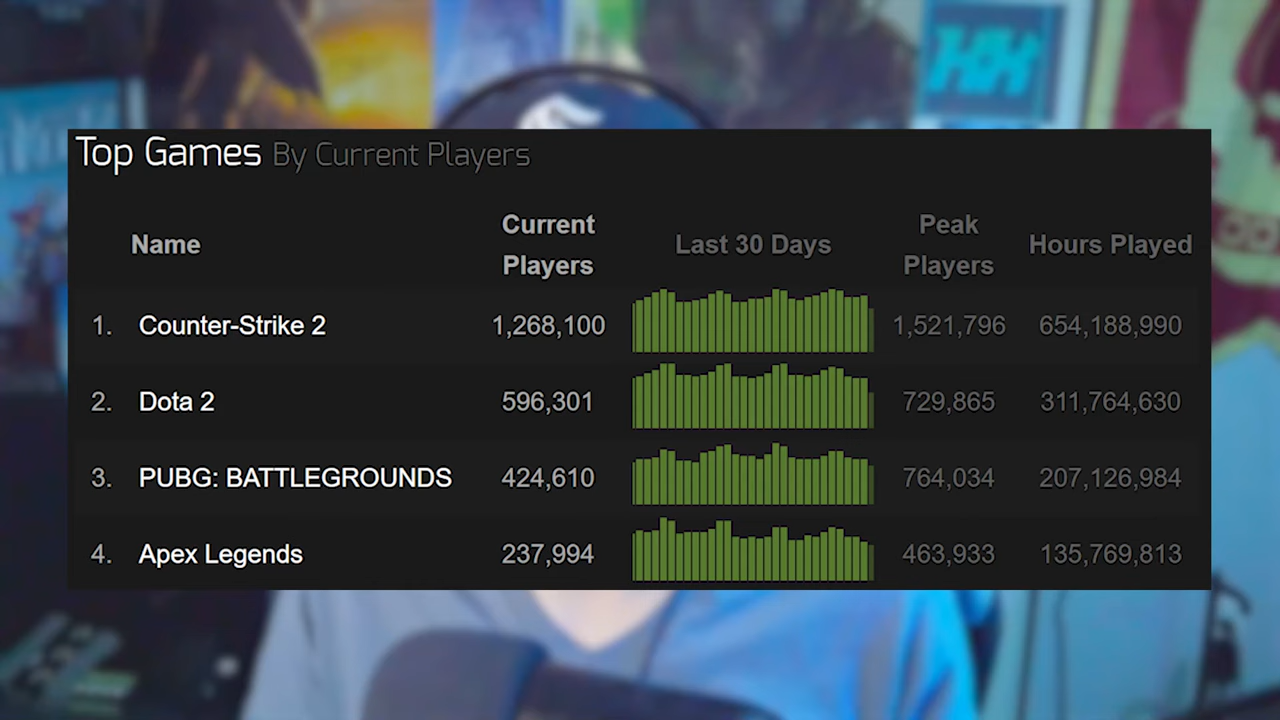 Top Games By Current Players
Name Current Players Last 30 Days Peak Players Hours Played
1. Counter-Strike 2 1,268,100 1,521,796 654,188,990
2. Dota 2 596,301 729,865 311,764,630
3. PUBG: BATTLEGROUNDS 424,610 764,034 207,126,984
4. Apex Legends 237,994 463,933 135,769,813